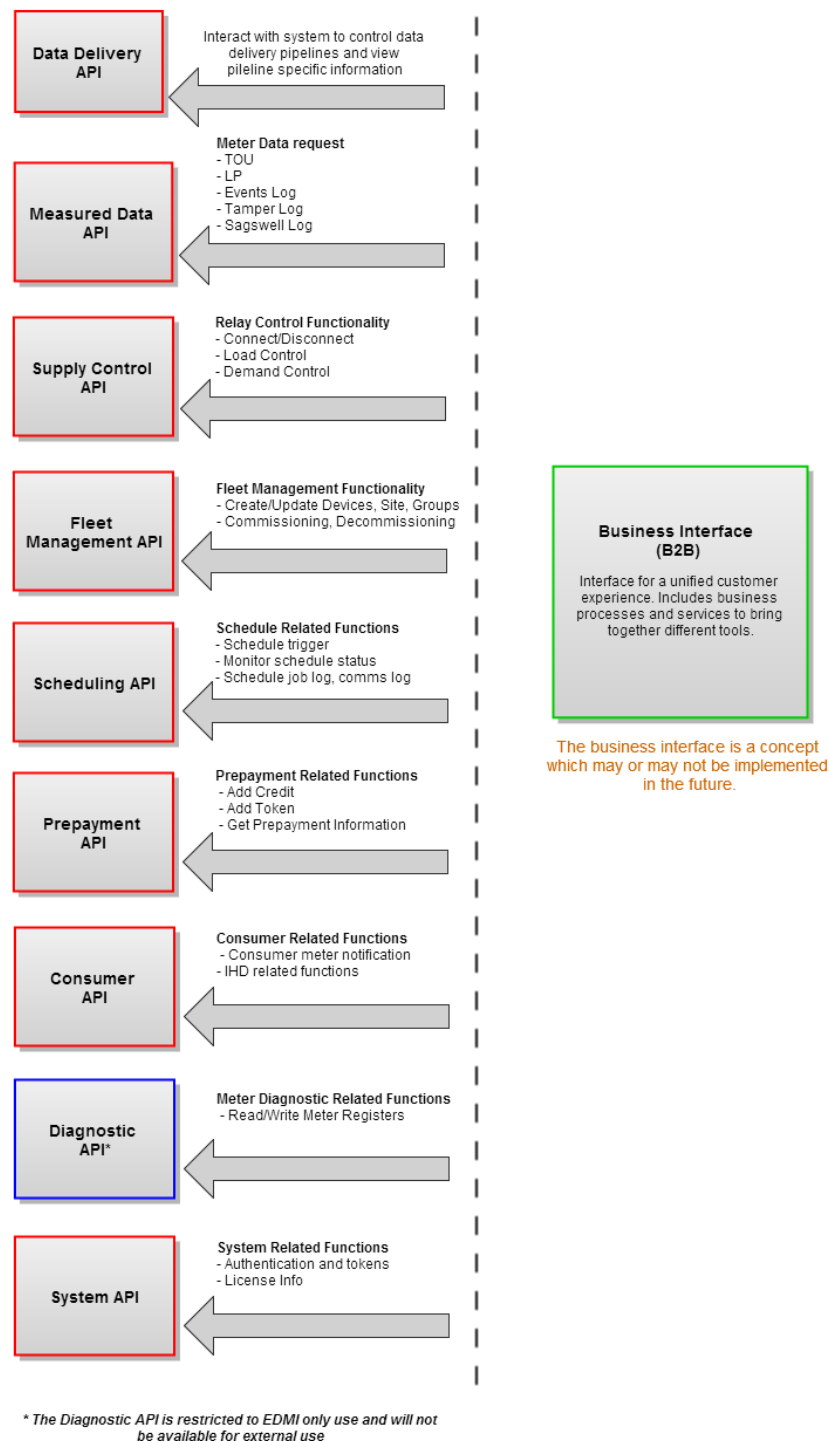 Data Delivery
API
Interact with system to control data
delivery pipelines and view
pileline specific information
Measured Data
API
Meter Data request
- TOU
- LP
- Events Log
- Tamper Log
- Sagswell Log
Supply Control
API
Relay Control Functionality
- Connect/Disconnect
- Load Control
- Demand Control
Fleet
Management API
Fleet Management Functionality
- Create/Update Devices, Site, Groups
- Commissioning, Decommissioning
Scheduling API
Schedule Related Functions
- Schedule trigger
- Monitor schedule status
- Schedule job log, comms log
Prepayment
API
Prepayment Related Functions
- Add Credit
- Add Token
- Get Prepayment Information
Consumer
API
Consumer Related Functions
- Consumer meter notification
- IHD related functions
Diagnostic
API*
Meter Diagnostic Related Functions
- Read/Write Meter Registers
System API
System Related Functions
- Authentication and tokens
- License Info
* The Diagnostic API is restricted to EDMI only use and will not
be available for external use
Business Interface
(B2B)
Interface for a unified customer
experience. Includes business
processes and services to bring
together different tools.
The business interface is a concept
which may or may not be implemented
in the future.